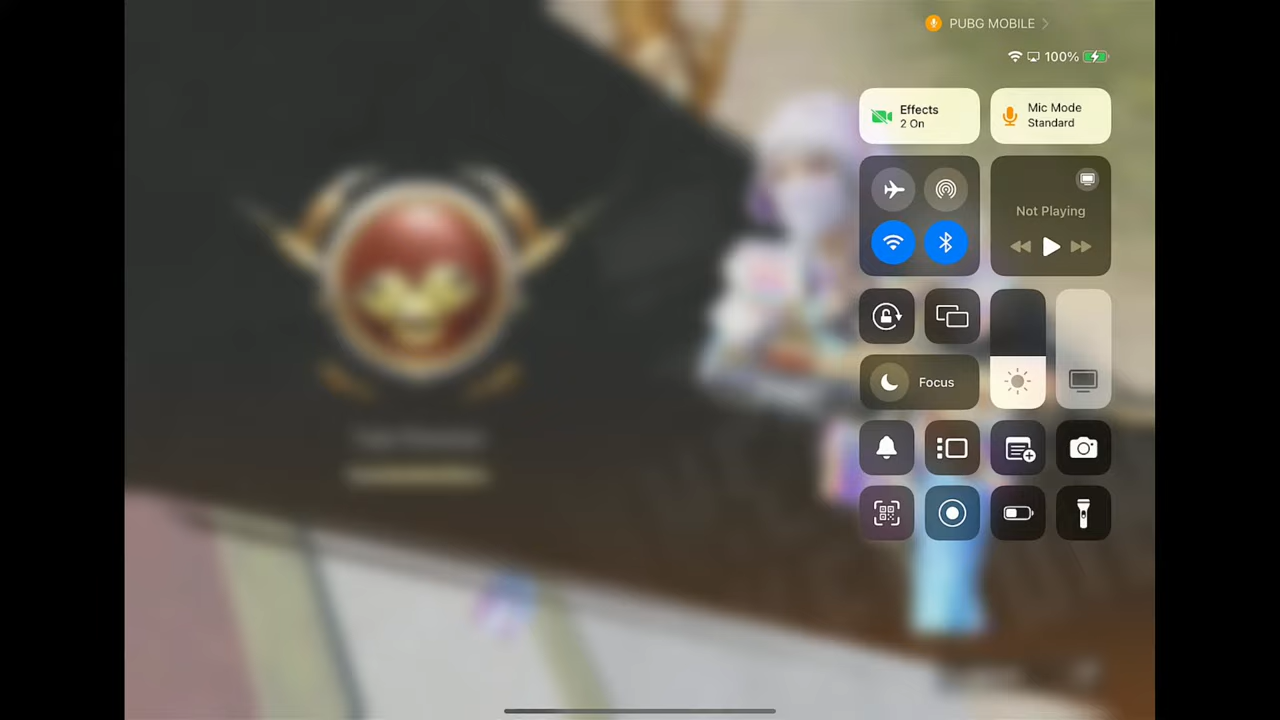 PUBG MOBILE
100%
Effects
2 On
Mic Mode
Standard
Not Playing
Focus